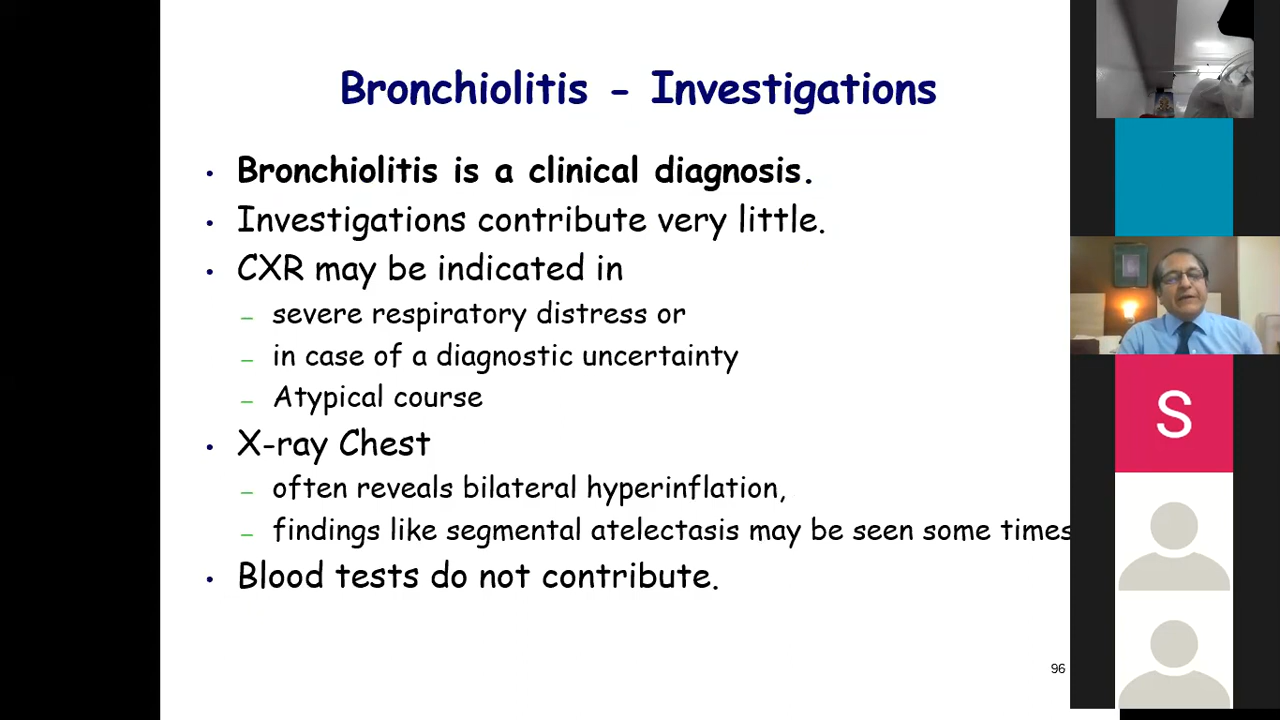 Bronchiolitis - Investigations
• Bronchiolitis is a clinical diagnosis.
• Investigations contribute very little.
• CXR may be indicated in
– severe respiratory distress or
– in case of a diagnostic uncertainty
– Atypical course
• X-ray Chest
– often reveals bilateral hyperinflation,
– findings like segmental atelectasis may be seen some times
• Blood tests do not contribute.
96
S